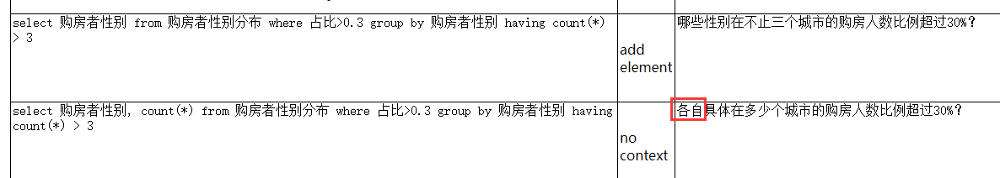 select 购房者性别 from 购房者性别分布 where 占比>0.3 group by 购房者性别 having count(*)
> 3
add
element
哪些性别在不止三个城市的购房人数比例超过30%?
select 购房者性别, count(*) from 购房者性别分布 where 占比>0.3 group by 购房者性别 having
count(*) > 3
no
context
各自具体在多少个城市的购房人数比例超过30%?